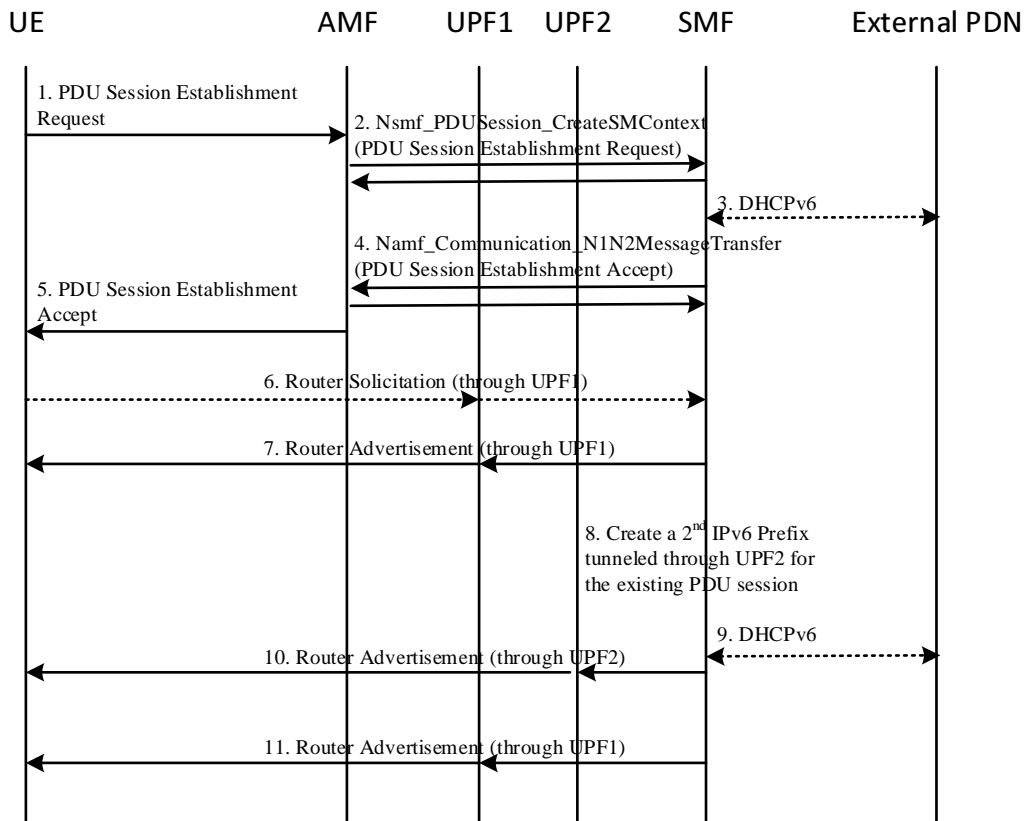 UE AMF UPF1 UPF2 SMF External PDN
1. PDU Session Establishment
Request
2. Nsmf_PDUSession_CreateSMContext
(PDU Session Establishment Request)
3. DHCPv6
4. Namf_Communication_N1N2MessageTransfer
(PDU Session Establishment Accept)
5. PDU Session Establishment
Accept
6. Router Solicitation (through UPF1)
7. Router Advertisement (through UPF1)
8. Create a 2nd IPv6 Prefix
tunneled through UPF2 for
the existing PDU session
9. DHCPv6
10. Router Advertisement (through UPF2)
11. Router Advertisement (through UPF1)